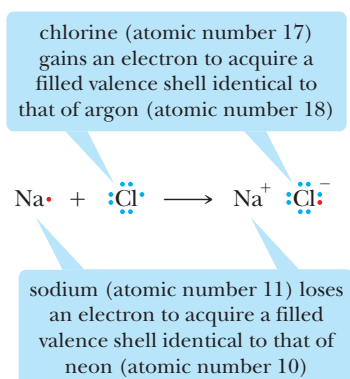 chlorine (atomic number 17)
gains an electron to acquire a
filled valence shell identical to
that of argon (atomic number 18)
Na· + :Cl· ⟶ Na+ :Cl:−
sodium (atomic number 11) loses
an electron to acquire a filled
valence shell identical to that of
neon (atomic number 10)